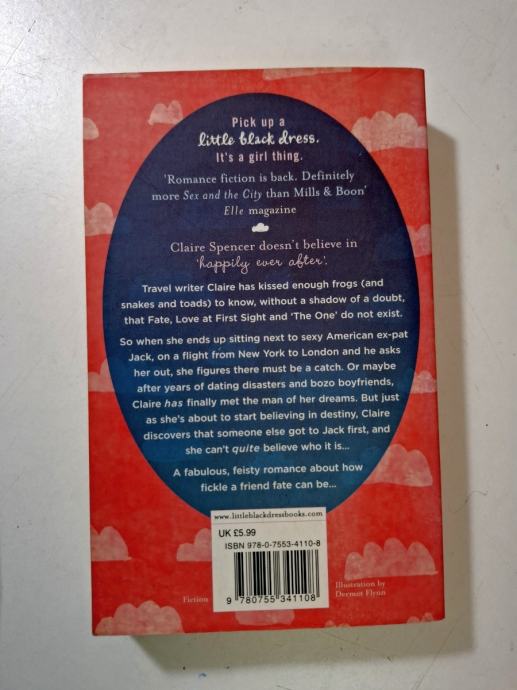 Pick up a
little black dress.
It's a girl thing.
'Romance fiction is back. Definitely
more Sex and the City than Mills & Boon'
Elle magazine
Claire Spencer doesn't believe in
'happily ever after'.
Travel writer Claire has kissed enough frogs (and
snakes and toads) to know, without a shadow of a doubt,
that Fate, Love at First Sight and 'The One' do not exist.
So when she ends up sitting next to sexy American ex-pat
Jack, on a flight from New York to London and he asks
her out, she figures there must be a catch. Or maybe
after years of dating disasters and bozo boyfriends,
Claire has finally met the man of her dreams. But just
as she's about to start believing in destiny, Claire
discovers that someone else got to Jack first, and
she can't quite believe who it is...
A fabulous, feisty romance about how
fickle a friend fate can be...
www.littleblackdressbooks.com
UK £5.99
ISBN 978-0-7553-4110-8
9 780755 341108
Fiction
Illustration by
Dermot Flynn